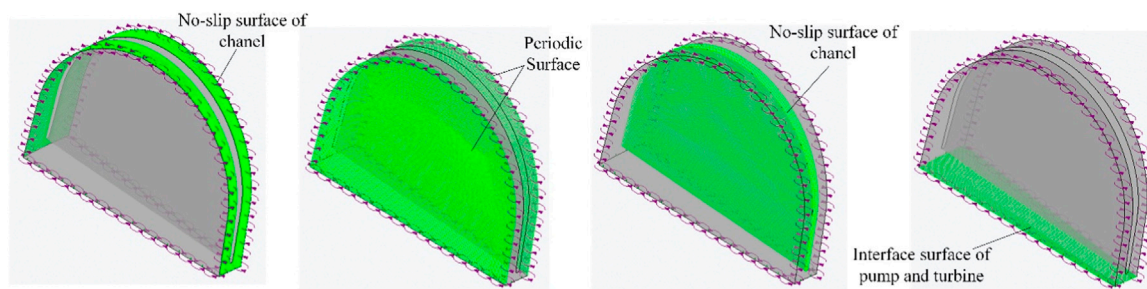 No-slip surface of
chanel
Periodic
Surface
No-slip surface of
chanel
Interface surface of
pump and turbine